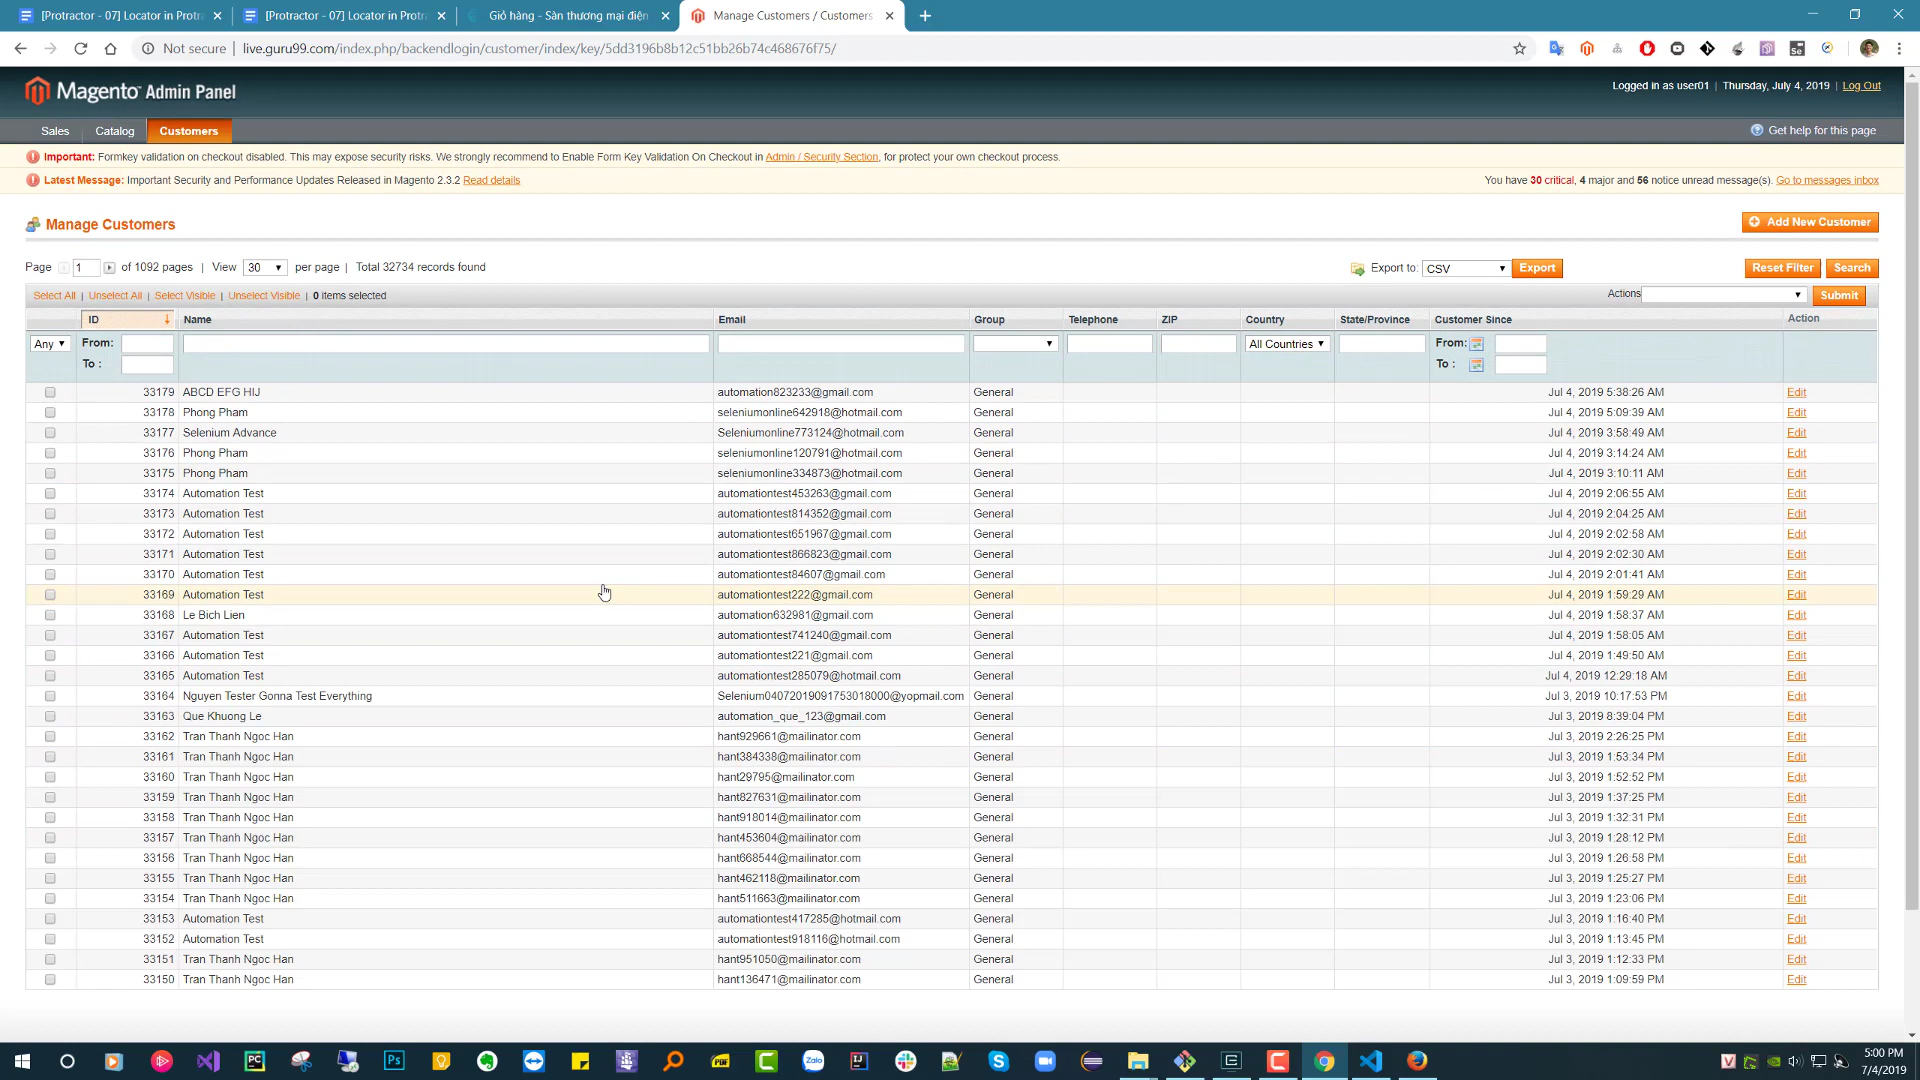 [Protractor - 07] Locator in Protr
[Protractor - 07] Locator in Protr
Giỏ hàng - Sàn thương mại điện
Manage Customers / Customers
Not secure | live.guru99.com/index.php/backendlogin/customer/index/key/5dd3196b8b12c51bb26b74c468676f75/
Magento Admin Panel
Logged in as user01 | Thursday, July 4, 2019 | Log Out
Sales Catalog Customers
Get help for this page
Important: Formkey validation on checkout disabled. This may expose security risks. We strongly recommend to Enable Form Key Validation On Checkout in Admin / Security Section, for protect your own checkout process.
Latest Message: Important Security and Performance Updates Released in Magento 2.3.2 Read details
You have 30 critical, 4 major and 56 notice unread message(s). Go to messages inbox
Manage Customers
Add New Customer
Page 1 of 1092 pages | View 30 per page | Total 32734 records found
Export to: CSV Export
Reset Filter Search
Select All | Unselect All | Select Visible | Unselect Visible | 0 items selected
Actions Submit
ID Name Email Group Telephone ZIP Country State/Province Customer Since Action
Any From: All Countries From:
To : To :
33179 ABCD EFG HIJ automation823233@gmail.com General Jul 4, 2019 5:38:26 AM Edit
33178 Phong Pham seleniumonline642918@hotmail.com General Jul 4, 2019 5:09:39 AM Edit
33177 Selenium Advance Seleniumonline773124@hotmail.com General Jul 4, 2019 3:58:49 AM Edit
33176 Phong Pham seleniumonline120791@hotmail.com General Jul 4, 2019 3:14:24 AM Edit
33175 Phong Pham seleniumonline334873@hotmail.com General Jul 4, 2019 3:10:11 AM Edit
33174 Automation Test automationtest453263@gmail.com General Jul 4, 2019 2:06:55 AM Edit
33173 Automation Test automationtest814352@gmail.com General Jul 4, 2019 2:04:25 AM Edit
33172 Automation Test automationtest651967@gmail.com General Jul 4, 2019 2:02:58 AM Edit
33171 Automation Test automationtest866823@gmail.com General Jul 4, 2019 2:02:30 AM Edit
33170 Automation Test automationtest84607@gmail.com General Jul 4, 2019 2:01:41 AM Edit
33169 Automation Test automationtest222@gmail.com General Jul 4, 2019 1:59:29 AM Edit
33168 Le Bich Lien automation632981@gmail.com General Jul 4, 2019 1:58:37 AM Edit
33167 Automation Test automationtest741240@gmail.com General Jul 4, 2019 1:58:05 AM Edit
33166 Automation Test automationtest221@gmail.com General Jul 4, 2019 1:49:50 AM Edit
33165 Automation Test automationtest285079@hotmail.com General Jul 4, 2019 12:29:18 AM Edit
33164 Nguyen Tester Gonna Test Everything Selenium04072019091753018000@yopmail.com General Jul 3, 2019 10:17:53 PM Edit
33163 Que Khuong Le automation_que_123@gmail.com General Jul 3, 2019 8:39:04 PM Edit
33162 Tran Thanh Ngoc Han hant929661@mailinator.com General Jul 3, 2019 2:26:25 PM Edit
33161 Tran Thanh Ngoc Han hant384338@mailinator.com General Jul 3, 2019 1:53:34 PM Edit
33160 Tran Thanh Ngoc Han hant29795@mailinator.com General Jul 3, 2019 1:52:52 PM Edit
33159 Tran Thanh Ngoc Han hant827631@mailinator.com General Jul 3, 2019 1:37:25 PM Edit
33158 Tran Thanh Ngoc Han hant918014@mailinator.com General Jul 3, 2019 1:32:31 PM Edit
33157 Tran Thanh Ngoc Han hant453604@mailinator.com General Jul 3, 2019 1:28:12 PM Edit
33156 Tran Thanh Ngoc Han hant668544@mailinator.com General Jul 3, 2019 1:26:58 PM Edit
33155 Tran Thanh Ngoc Han hant462118@mailinator.com General Jul 3, 2019 1:25:27 PM Edit
33154 Tran Thanh Ngoc Han hant511663@mailinator.com General Jul 3, 2019 1:23:06 PM Edit
33153 Automation Test automationtest417285@hotmail.com General Jul 3, 2019 1:16:40 PM Edit
33152 Automation Test automationtest918116@hotmail.com General Jul 3, 2019 1:13:45 PM Edit
33151 Tran Thanh Ngoc Han hant951050@mailinator.com General Jul 3, 2019 1:12:33 PM Edit
33150 Tran Thanh Ngoc Han hant136471@mailinator.com General Jul 3, 2019 1:09:59 PM Edit
5:00 PM
7/4/2019